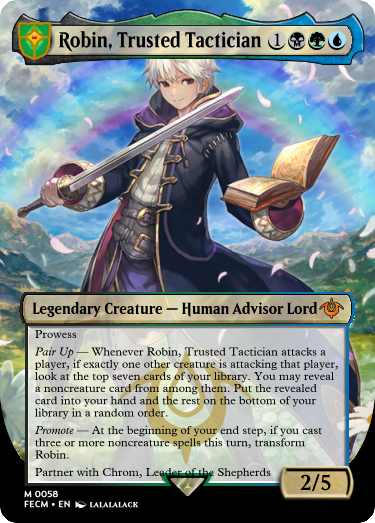 Robin, Trusted Tactician 1
Legendary Creature — Human Advisor Lord
Prowess
Pair Up — Whenever Robin, Trusted Tactician attacks a
player, if exactly one other creature is attacking that player,
look at the top seven cards of your library. You may reveal
a noncreature card from among them. Put the revealed
card into your hand and the rest on the bottom of your
library in a random order.
Promote — At the beginning of your end step, if you cast
three or more noncreature spells this turn, transform
Robin.
Partner with Chrom, Leader of the Shepherds
2/5
M 0058
FECM • EN LALALALACK